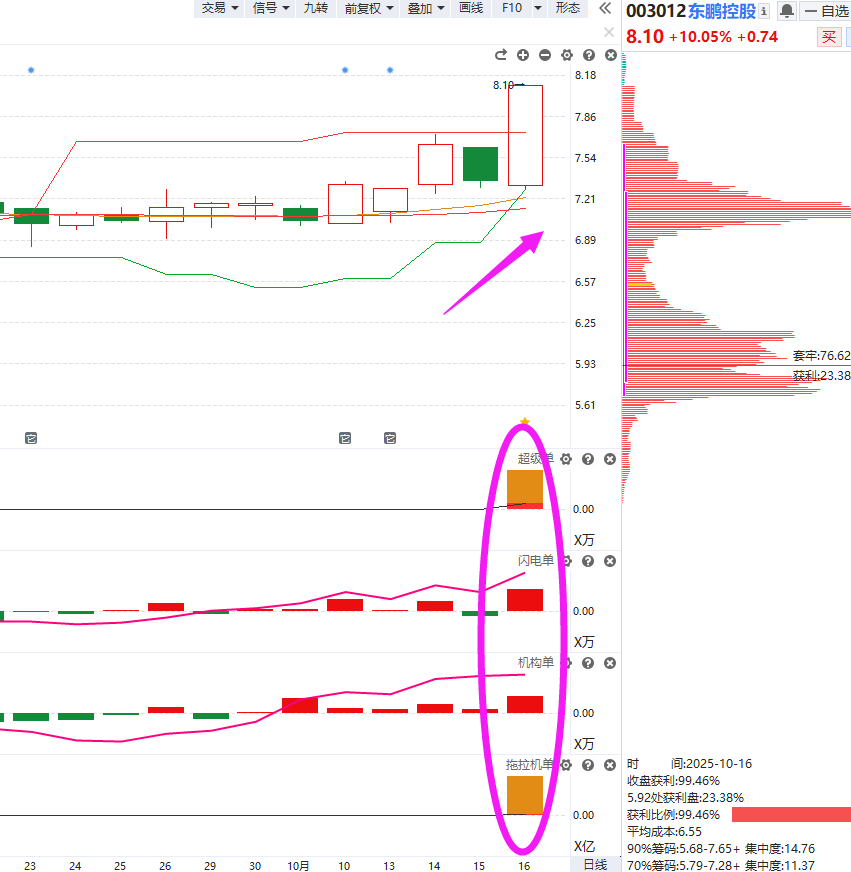 交易 信号 九转 前复权 叠加 画线 F10 形态
003012东鹏控股 自选
8.10 +10.05% +0.74 买
8.18
8.10
7.86
7.54
7.21
6.89
6.57
6.25
5.93
5.61
套牢:76.62
获利:23.38
超级单
0.00
X万
闪电单
0.00
X万
机构单
0.00
X万
拖拉机单
0.00
X亿
23 24 25 26 29 30 10月 10 13 14 15 16 日线
时 间:2025-10-16
收盘获利:99.46%
5.92处获利盘:23.38%
获利比例:99.46%
平均成本:6.55
90%筹码:5.68-7.65+ 集中度:14.76
70%筹码:5.79-7.28+ 集中度:11.37